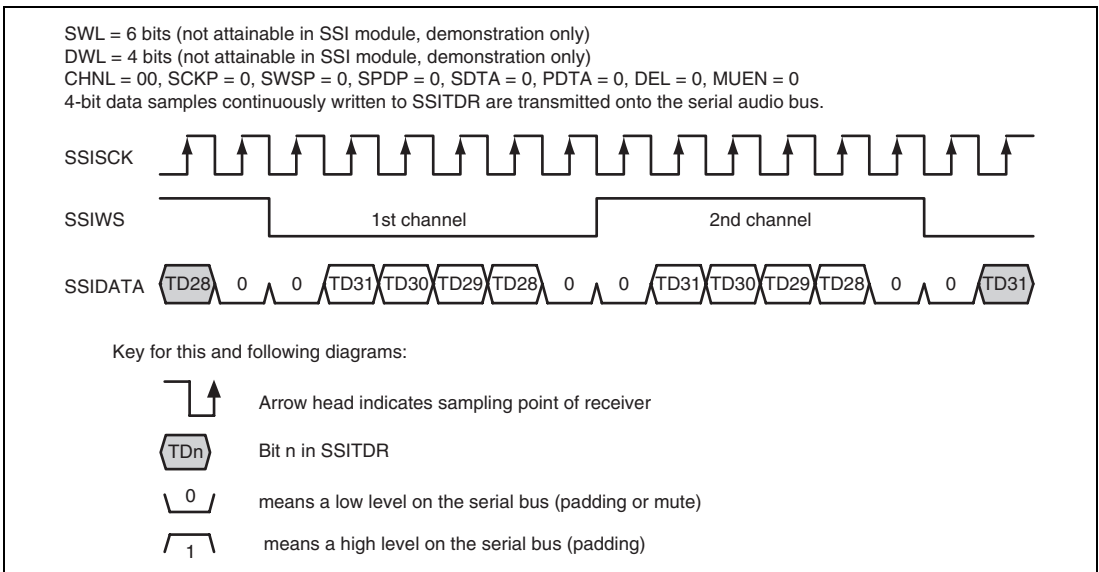 SWL = 6 bits (not attainable in SSI module, demonstration only)
DWL = 4 bits (not attainable in SSI module, demonstration only)
CHNL = 00, SCKP = 0, SWSP = 0, SPDP = 0, SDTA = 0, PDTA = 0, DEL = 0, MUEN = 0
4-bit data samples continuously written to SSITDR are transmitted onto the serial audio bus.
SSISCK
SSIWS 1st channel 2nd channel
SSIDATA TD28 0 0 TD31 TD30 TD29 TD28 0 0 TD31 TD30 TD29 TD28 0 0 TD31
Key for this and following diagrams:
Arrow head indicates sampling point of receiver
TDn Bit n in SSITDR
0 means a low level on the serial bus (padding or mute)
1 means a high level on the serial bus (padding)